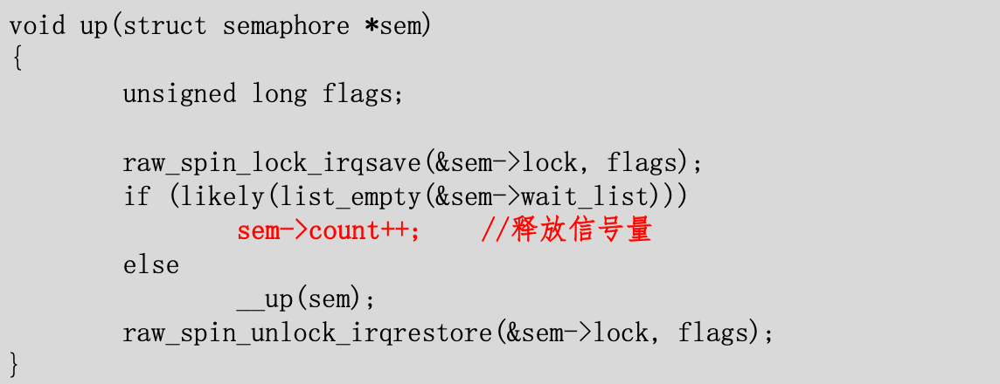 void up(struct semaphore *sem)
{
unsigned long flags;
raw_spin_lock_irqsave(&sem->lock, flags);
if (likely(list_empty(&sem->wait_list)))
sem->count++; //释放信号量
else
__up(sem);
raw_spin_unlock_irqrestore(&sem->lock, flags);
}